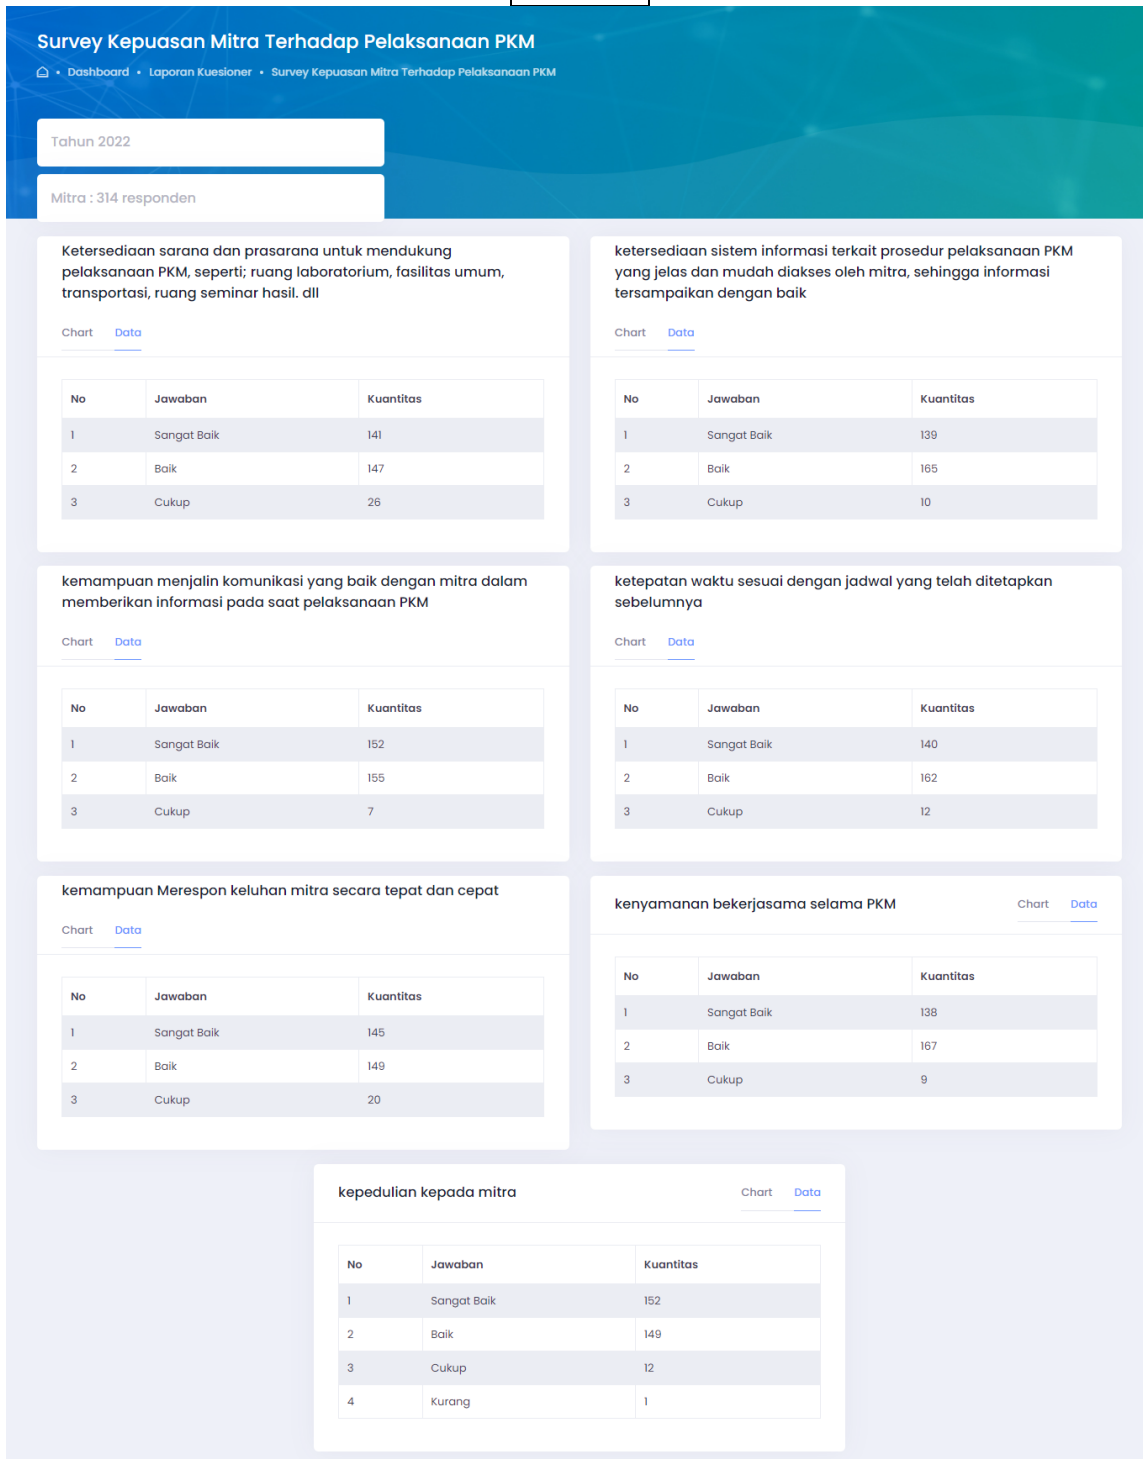 Survey Kepuasan Mitra Terhadap Pelaksanaan PKM
• Dashboard • Laporan Kuesioner • Survey Kepuasan Mitra Terhadap Pelaksanaan PKM
Tahun 2022
Mitra : 314 responden
Ketersediaan sarana dan prasarana untuk mendukung
pelaksanaan PKM, seperti; ruang laboratorium, fasilitas umum,
transportasi, ruang seminar hasil. dll
Chart Data
No Jawaban Kuantitas
1 Sangat Baik 141
2 Baik 147
3 Cukup 26
ketersediaan sistem informasi terkait prosedur pelaksanaan PKM
yang jelas dan mudah diakses oleh mitra, sehingga informasi
tersampaikan dengan baik
Chart Data
No Jawaban Kuantitas
1 Sangat Baik 139
2 Baik 165
3 Cukup 10
kemampuan menjalin komunikasi yang baik dengan mitra dalam
memberikan informasi pada saat pelaksanaan PKM
Chart Data
No Jawaban Kuantitas
1 Sangat Baik 152
2 Baik 155
3 Cukup 7
ketepatan waktu sesuai dengan jadwal yang telah ditetapkan
sebelumnya
Chart Data
No Jawaban Kuantitas
1 Sangat Baik 140
2 Baik 162
3 Cukup 12
kemampuan Merespon keluhan mitra secara tepat dan cepat
Chart Data
No Jawaban Kuantitas
1 Sangat Baik 145
2 Baik 149
3 Cukup 20
kenyamanan bekerjasama selama PKM Chart Data
No Jawaban Kuantitas
1 Sangat Baik 138
2 Baik 167
3 Cukup 9
kepedulian kepada mitra Chart Data
No Jawaban Kuantitas
1 Sangat Baik 152
2 Baik 149
3 Cukup 12
4 Kurang 1